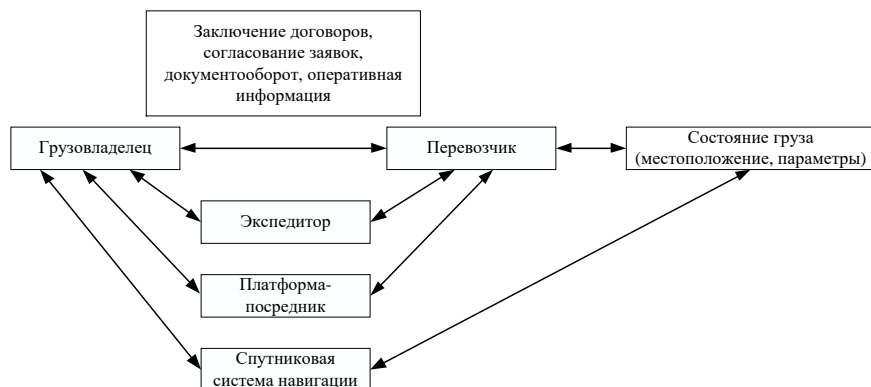 Заключение договоров,
согласование заявок,
документооборот, оперативная
информация
Грузовладелец
Перевозчик
Состояние груза
(местоположение, параметры)
Экспедитор
Платформа-
посредник
Спутниковая
система навигации